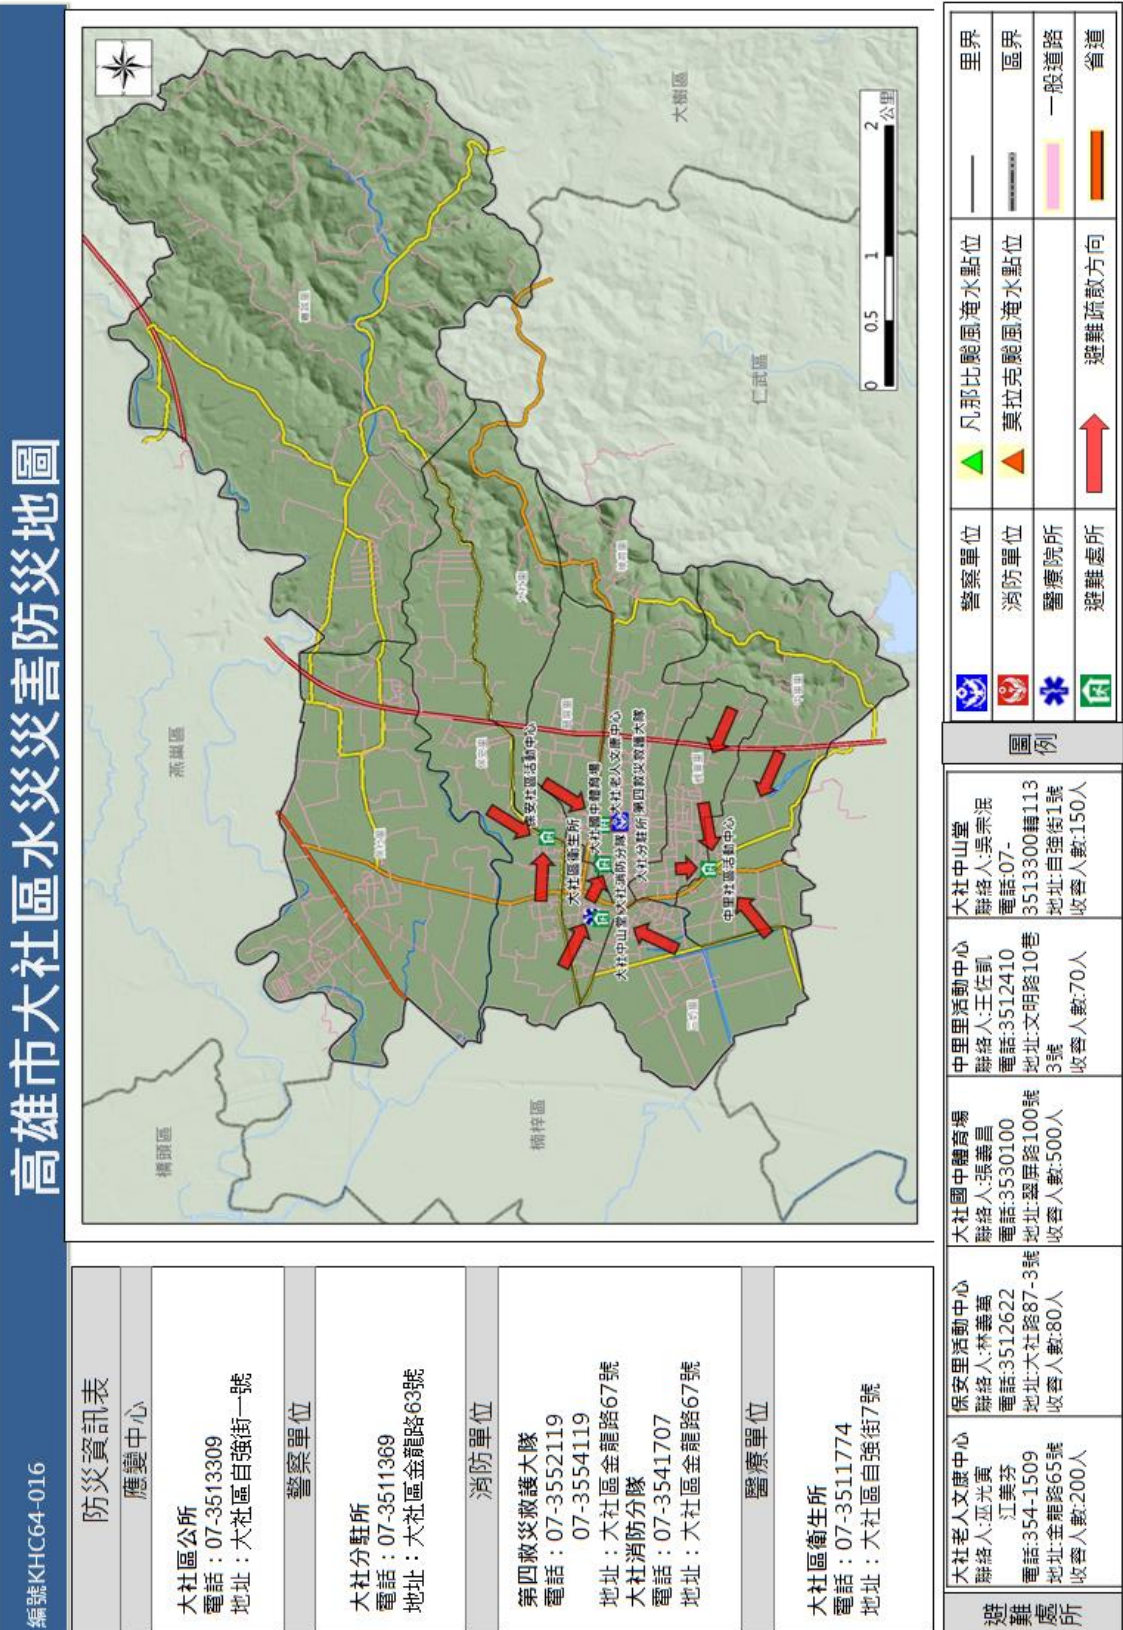 編號KHC64-016
高雄市大社區水災災害防災地圖
防災資訊表
應變中心
大社區公所
電話：07-3513309
地址：大社區自強街一號
警察單位
大社分駐所
電話：07-3511369
地址：大社區金龍路63號
消防單位
第四救災救護大隊
電話：07-3552119
07-3554119
地址：大社區金龍路67號
大社消防分隊
電話：07-3541707
地址：大社區金龍路67號
醫療單位
大社區衛生所
電話：07-3511774
地址：大社區自強街7號
橋頭區
燕巢區
楠梓區
大樹區
仁武區
保安社區活動中心
大社區衛生所
大社國中體育場
大社老人文康中心
大社中山堂
大社消防分隊
大社分駐所
第四救災救護大隊
中里社區活動中心
0 0.5 1 2
公里
避難處所
大社老人文康中心
聯絡人:巫光寅
江美芬
電話:354-1509
地址:金龍路65號
收容人數:200人
保安里活動中心
聯絡人:林義萬
電話:3512622
地址:大社路87-3號
收容人數:80人
大社國中體育場
聯絡人:張義昌
電話:3530100
地址:翠屏路100號
收容人數:500人
中里里活動中心
聯絡人:王佐凱
電話:3512410
地址:文明路10巷
3號
收容人數:70人
大社中山堂
聯絡人:吳宗泯
電話:07-
3513300轉113
地址:自強街1號
收容人數:150人
圖例
警察單位
消防單位
醫療院所
避難處所
凡那比颱風淹水點位
莫拉克颱風淹水點位
避難疏散方向
里界
區界
一般道路
省道